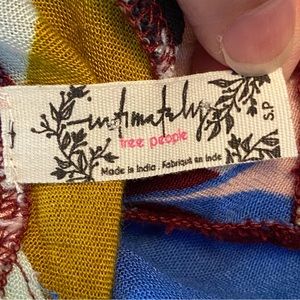 intimately
free people
Made in India . Fabriqué en Inde
S.P